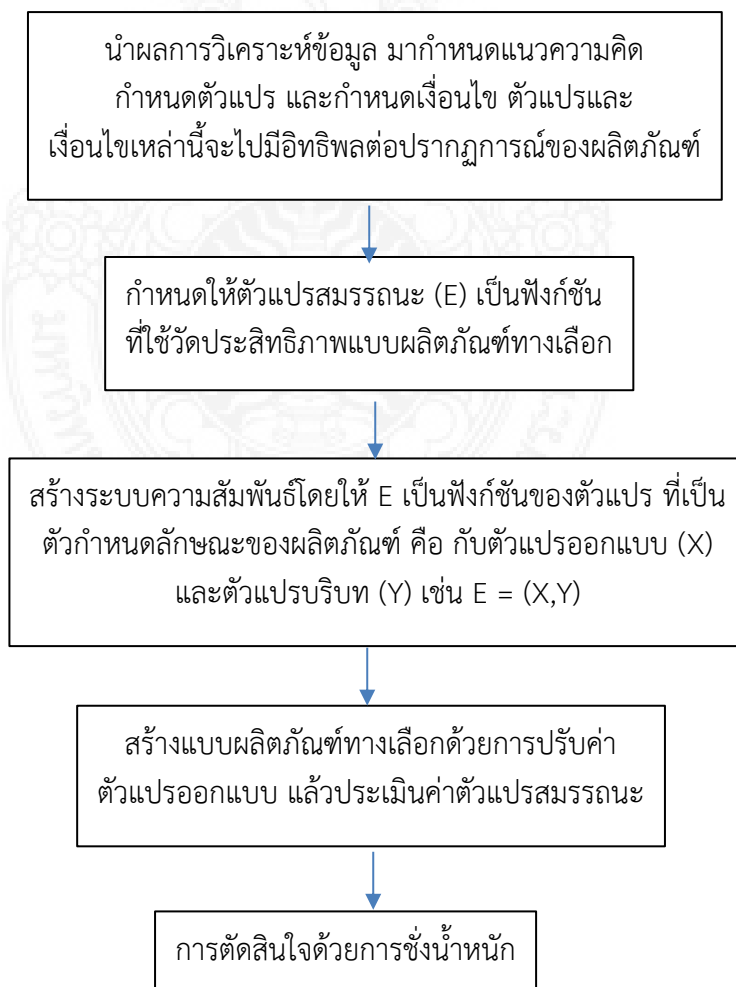 นำผลการวิเคราะห์ข้อมูล มากำหนดแนวความคิด
กำหนดตัวแปร และกำหนดเงื่อนไข ตัวแปรและ
เงื่อนไขเหล่านี้จะไปมีอิทธิพลต่อปรากฏการณ์ของผลิตภัณฑ์
กำหนดให้ตัวแปรสมรรถนะ (E) เป็นฟังก์ชัน
ที่ใช้วัดประสิทธิภาพแบบผลิตภัณฑ์ทางเลือก
สร้างระบบความสัมพันธ์โดยให้ E เป็นฟังก์ชันของตัวแปร ที่เป็น
ตัวกำหนดลักษณะของผลิตภัณฑ์ คือ กับตัวแปรออกแบบ (X)
และตัวแปรบริบท (Y) เช่น E = (X,Y)
สร้างแบบผลิตภัณฑ์ทางเลือกด้วยการปรับค่า
ตัวแปรออกแบบ แล้วประเมินค่าตัวแปรสมรรถนะ
การตัดสินใจด้วยการชั่งน้ำหนัก